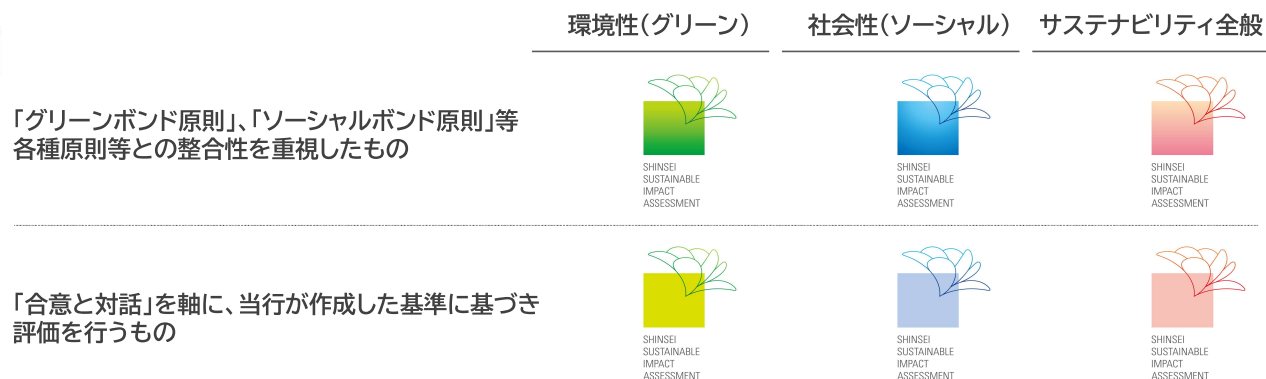 環境性（グリーン） 社会性（ソーシャル） サステナビリティ全般
「グリーンボンド原則」、「ソーシャルボンド原則」等
各種原則等との整合性を重視したもの
SHINSEI
SUSTAINABLE
IMPACT
ASSESSMENT
SHINSEI
SUSTAINABLE
IMPACT
ASSESSMENT
SHINSEI
SUSTAINABLE
IMPACT
ASSESSMENT
「合意と対話」を軸に、当行が作成した基準に基づき
評価を行うもの
SHINSEI
SUSTAINABLE
IMPACT
ASSESSMENT
SHINSEI
SUSTAINABLE
IMPACT
ASSESSMENT
SHINSEI
SUSTAINABLE
IMPACT
ASSESSMENT